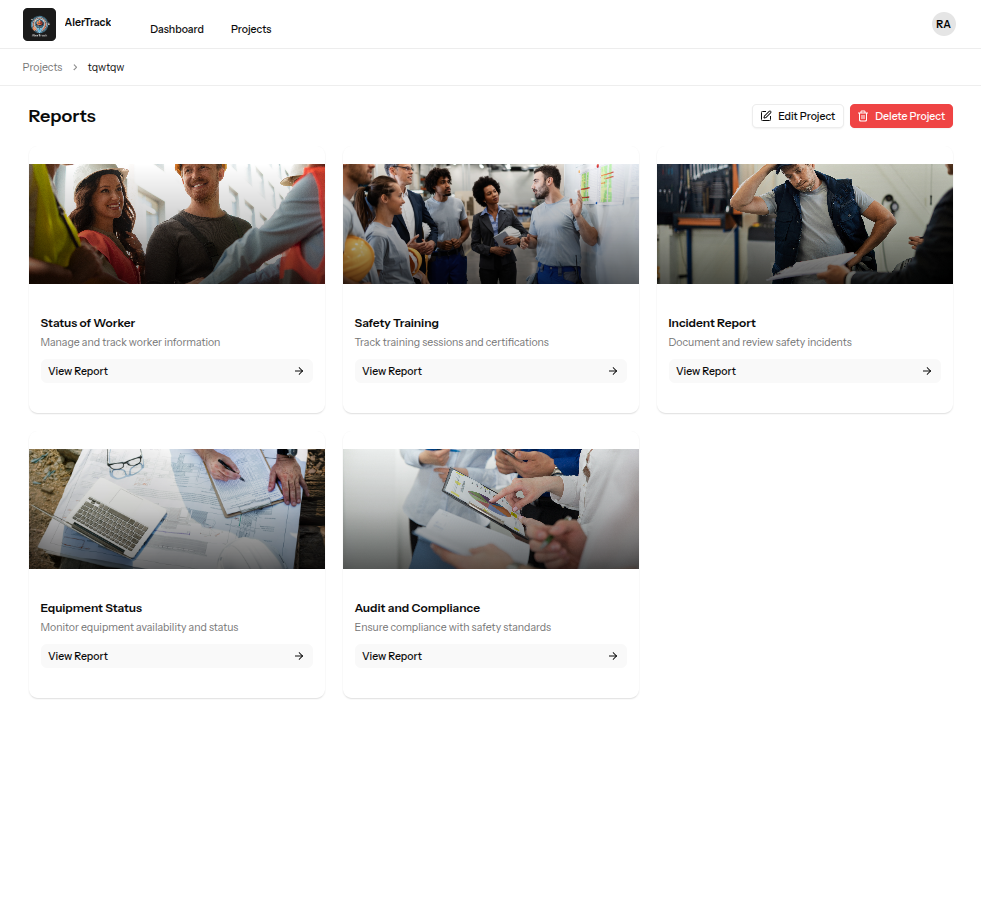 AlerTrack
Dashboard
Projects
RA
Projects > tqwtqw
Reports
Edit Project
Delete Project
Status of Worker
Manage and track worker information
View Report
Safety Training
Track training sessions and certifications
View Report
Incident Report
Document and review safety incidents
View Report
Equipment Status
Monitor equipment availability and status
View Report
Audit and Compliance
Ensure compliance with safety standards
View Report